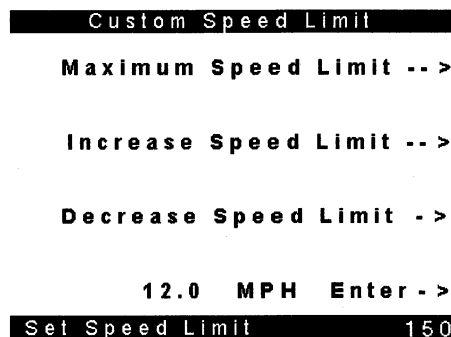 Custom Speed Limit
Maximum Speed Limit -->
Increase Speed Limit -->
Decrease Speed Limit ->
12.0 MPH Enter->
Set Speed Limit 150